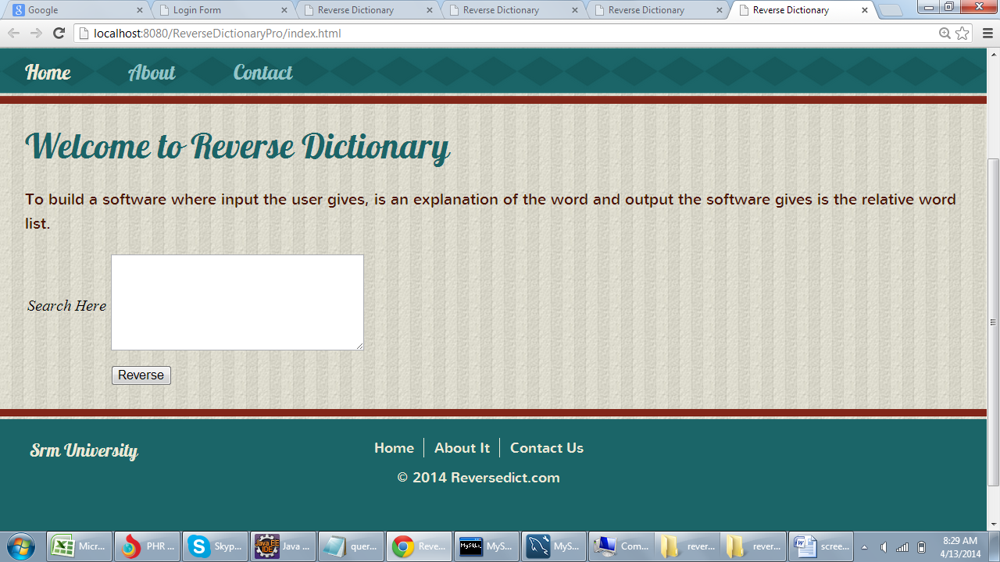 Google
Login Form
Reverse Dictionary
Reverse Dictionary
Reverse Dictionary
Reverse Dictionary
localhost:8080/ReverseDictionaryPro/index.html
Home About Contact
Welcome to Reverse Dictionary
To build a software where input the user gives, is an explanation of the word and output the software gives is the relative word
list.
Search Here
Reverse
Srm University
Home About It Contact Us
© 2014 Reversedict.com
Micr... PHR ... Skyp... Java ... quer... Reve... MyS... MyS... Com... rever... rever... scree...
8:29 AM
4/13/2014